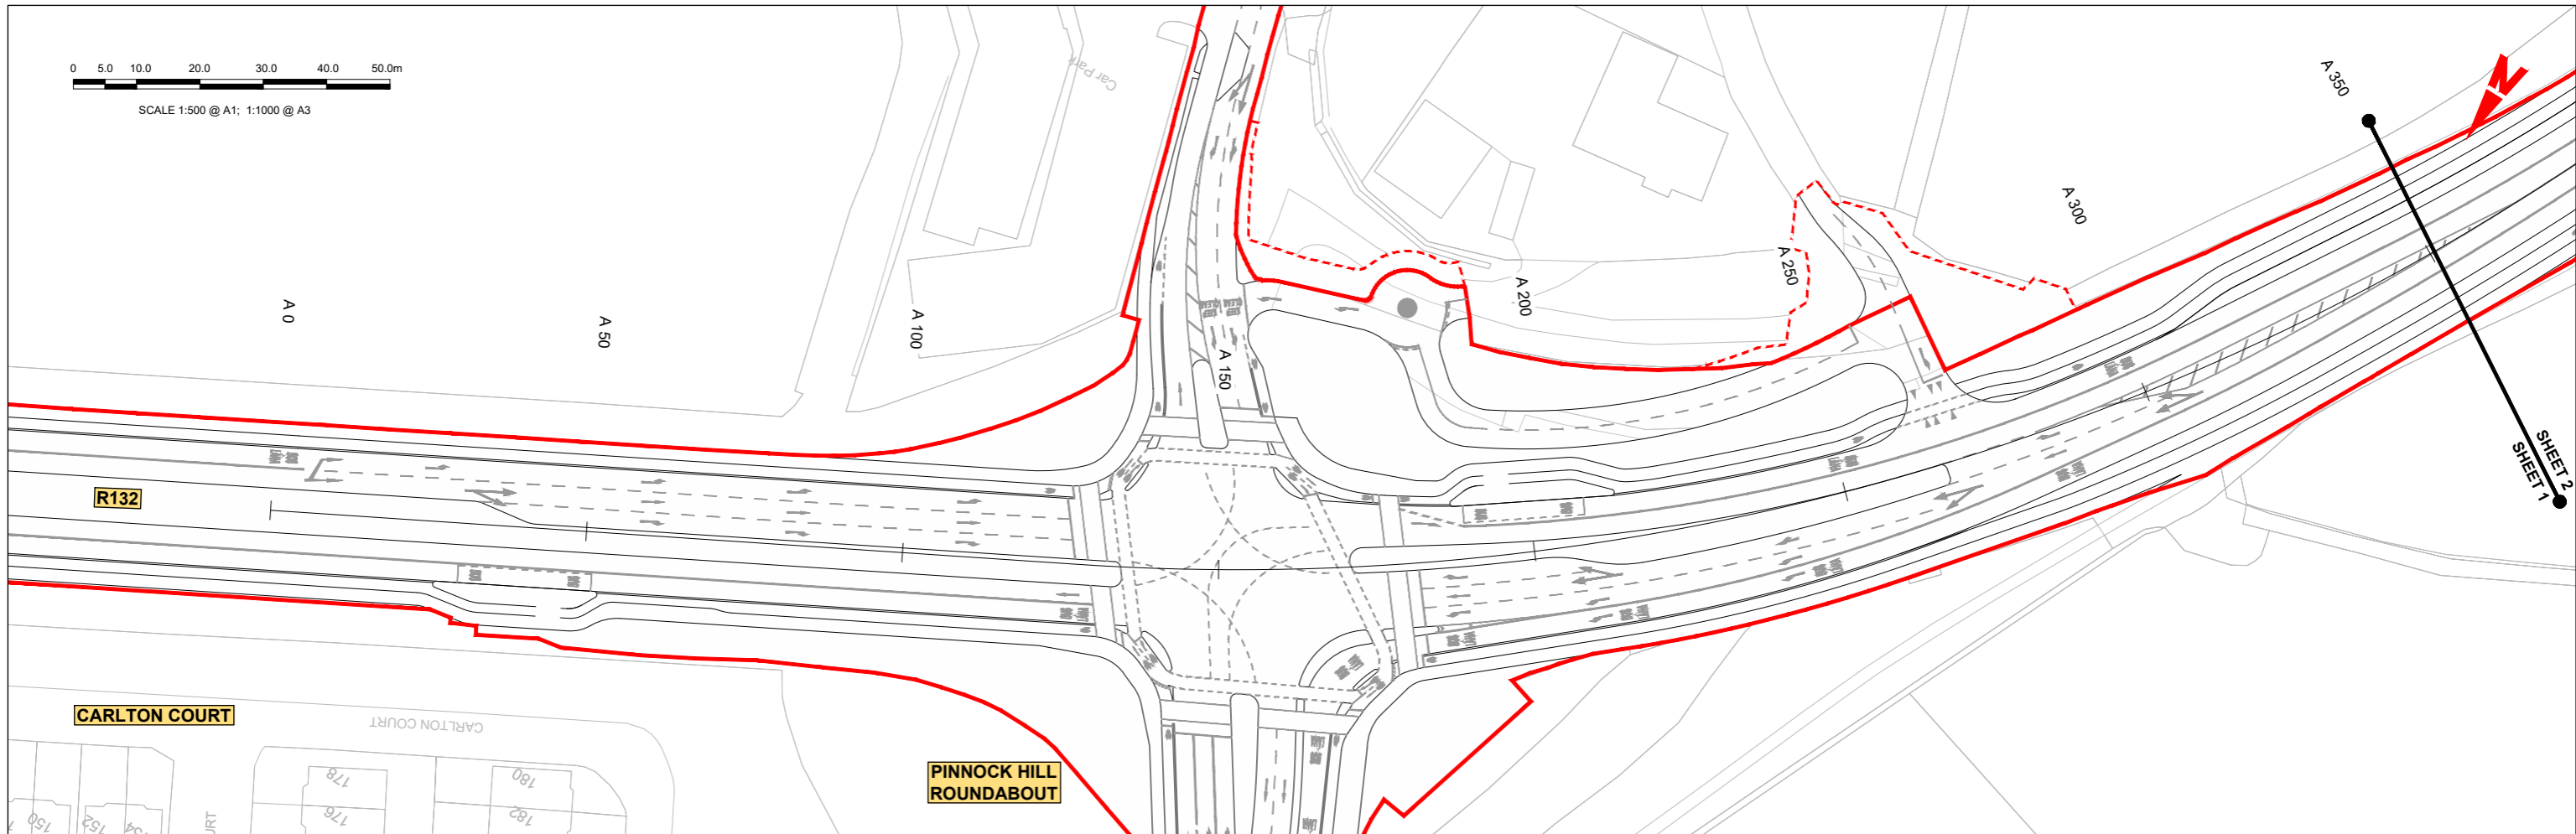 0 5.0 10.0 20.0 30.0 40.0 50.0m
SCALE 1:500 @ A1; 1:1000 @ A3
Car Park
A 350
N
A 300
A 250
A 200
A 150
A 100
A 50
A 0
R132
SHEET 2
SHEET 1
CARLTON COURT
CARLTON COURT
PINNOCK HILL
ROUNDABOUT
178
180
176
182
150
152